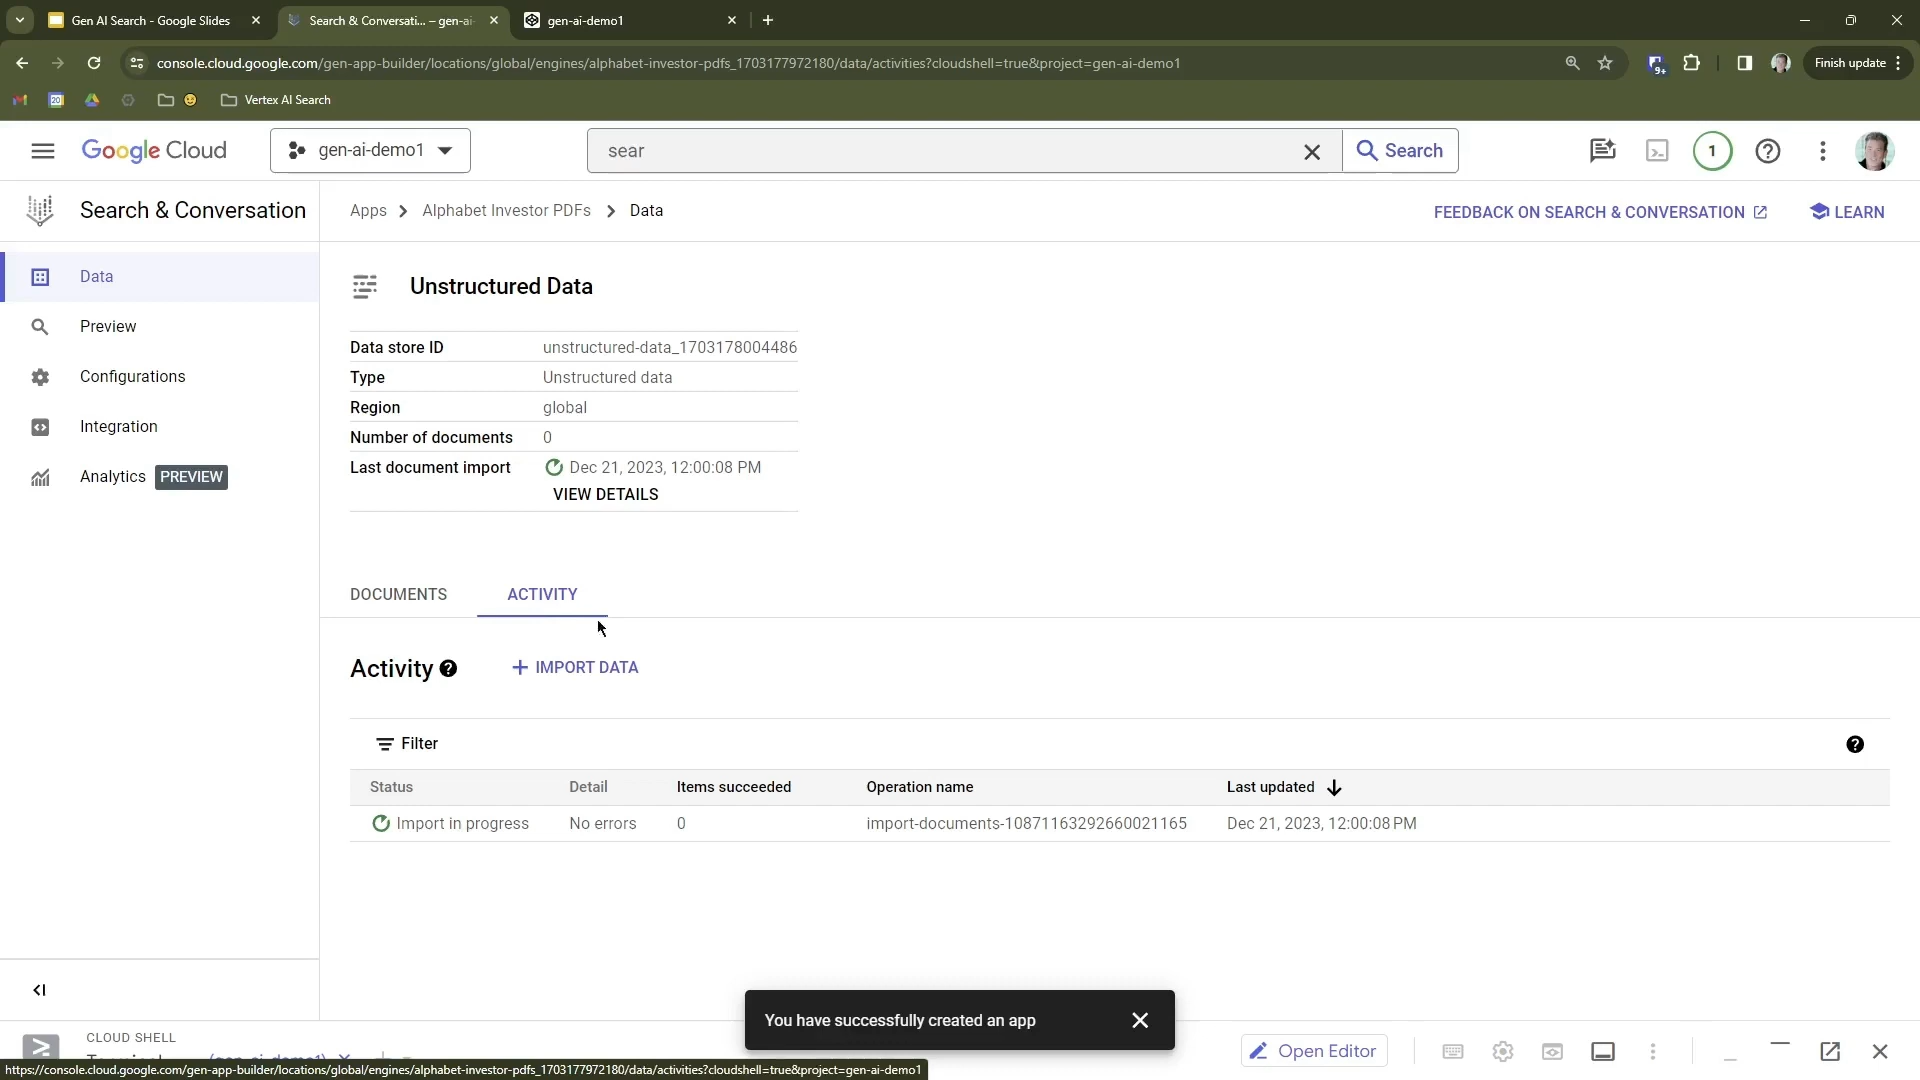 Gen AI Search - Google Slides
Search & Conversati... – gen-ai-
gen-ai-demo1
console.cloud.google.com/gen-app-builder/locations/global/engines/alphabet-investor-pdfs_1703177972180/data/activities?cloudshell=true&project=gen-ai-demo1
9+
Finish update
20
Vertex AI Search
Google Cloud
gen-ai-demo1
sear
Search
1
Search & Conversation
Apps
Alphabet Investor PDFs
Data
FEEDBACK ON SEARCH & CONVERSATION
LEARN
Data
Preview
Configurations
Integration
Analytics PREVIEW
Unstructured Data
Data store ID unstructured-data_1703178004486
Type Unstructured data
Region global
Number of documents 0
Last document import Dec 21, 2023, 12:00:08 PM
VIEW DETAILS
DOCUMENTS
ACTIVITY
Activity
IMPORT DATA
Filter
Status Detail Items succeeded Operation name Last updated
Import in progress No errors 0 import-documents-10871163292660021165 Dec 21, 2023, 12:00:08 PM
You have successfully created an app
CLOUD SHELL
Terminal (gen-ai-demo1)
Open Editor
https://console.cloud.google.com/gen-app-builder/locations/global/engines/alphabet-investor-pdfs_1703177972180/data/activities?cloudshell=true&project=gen-ai-demo1